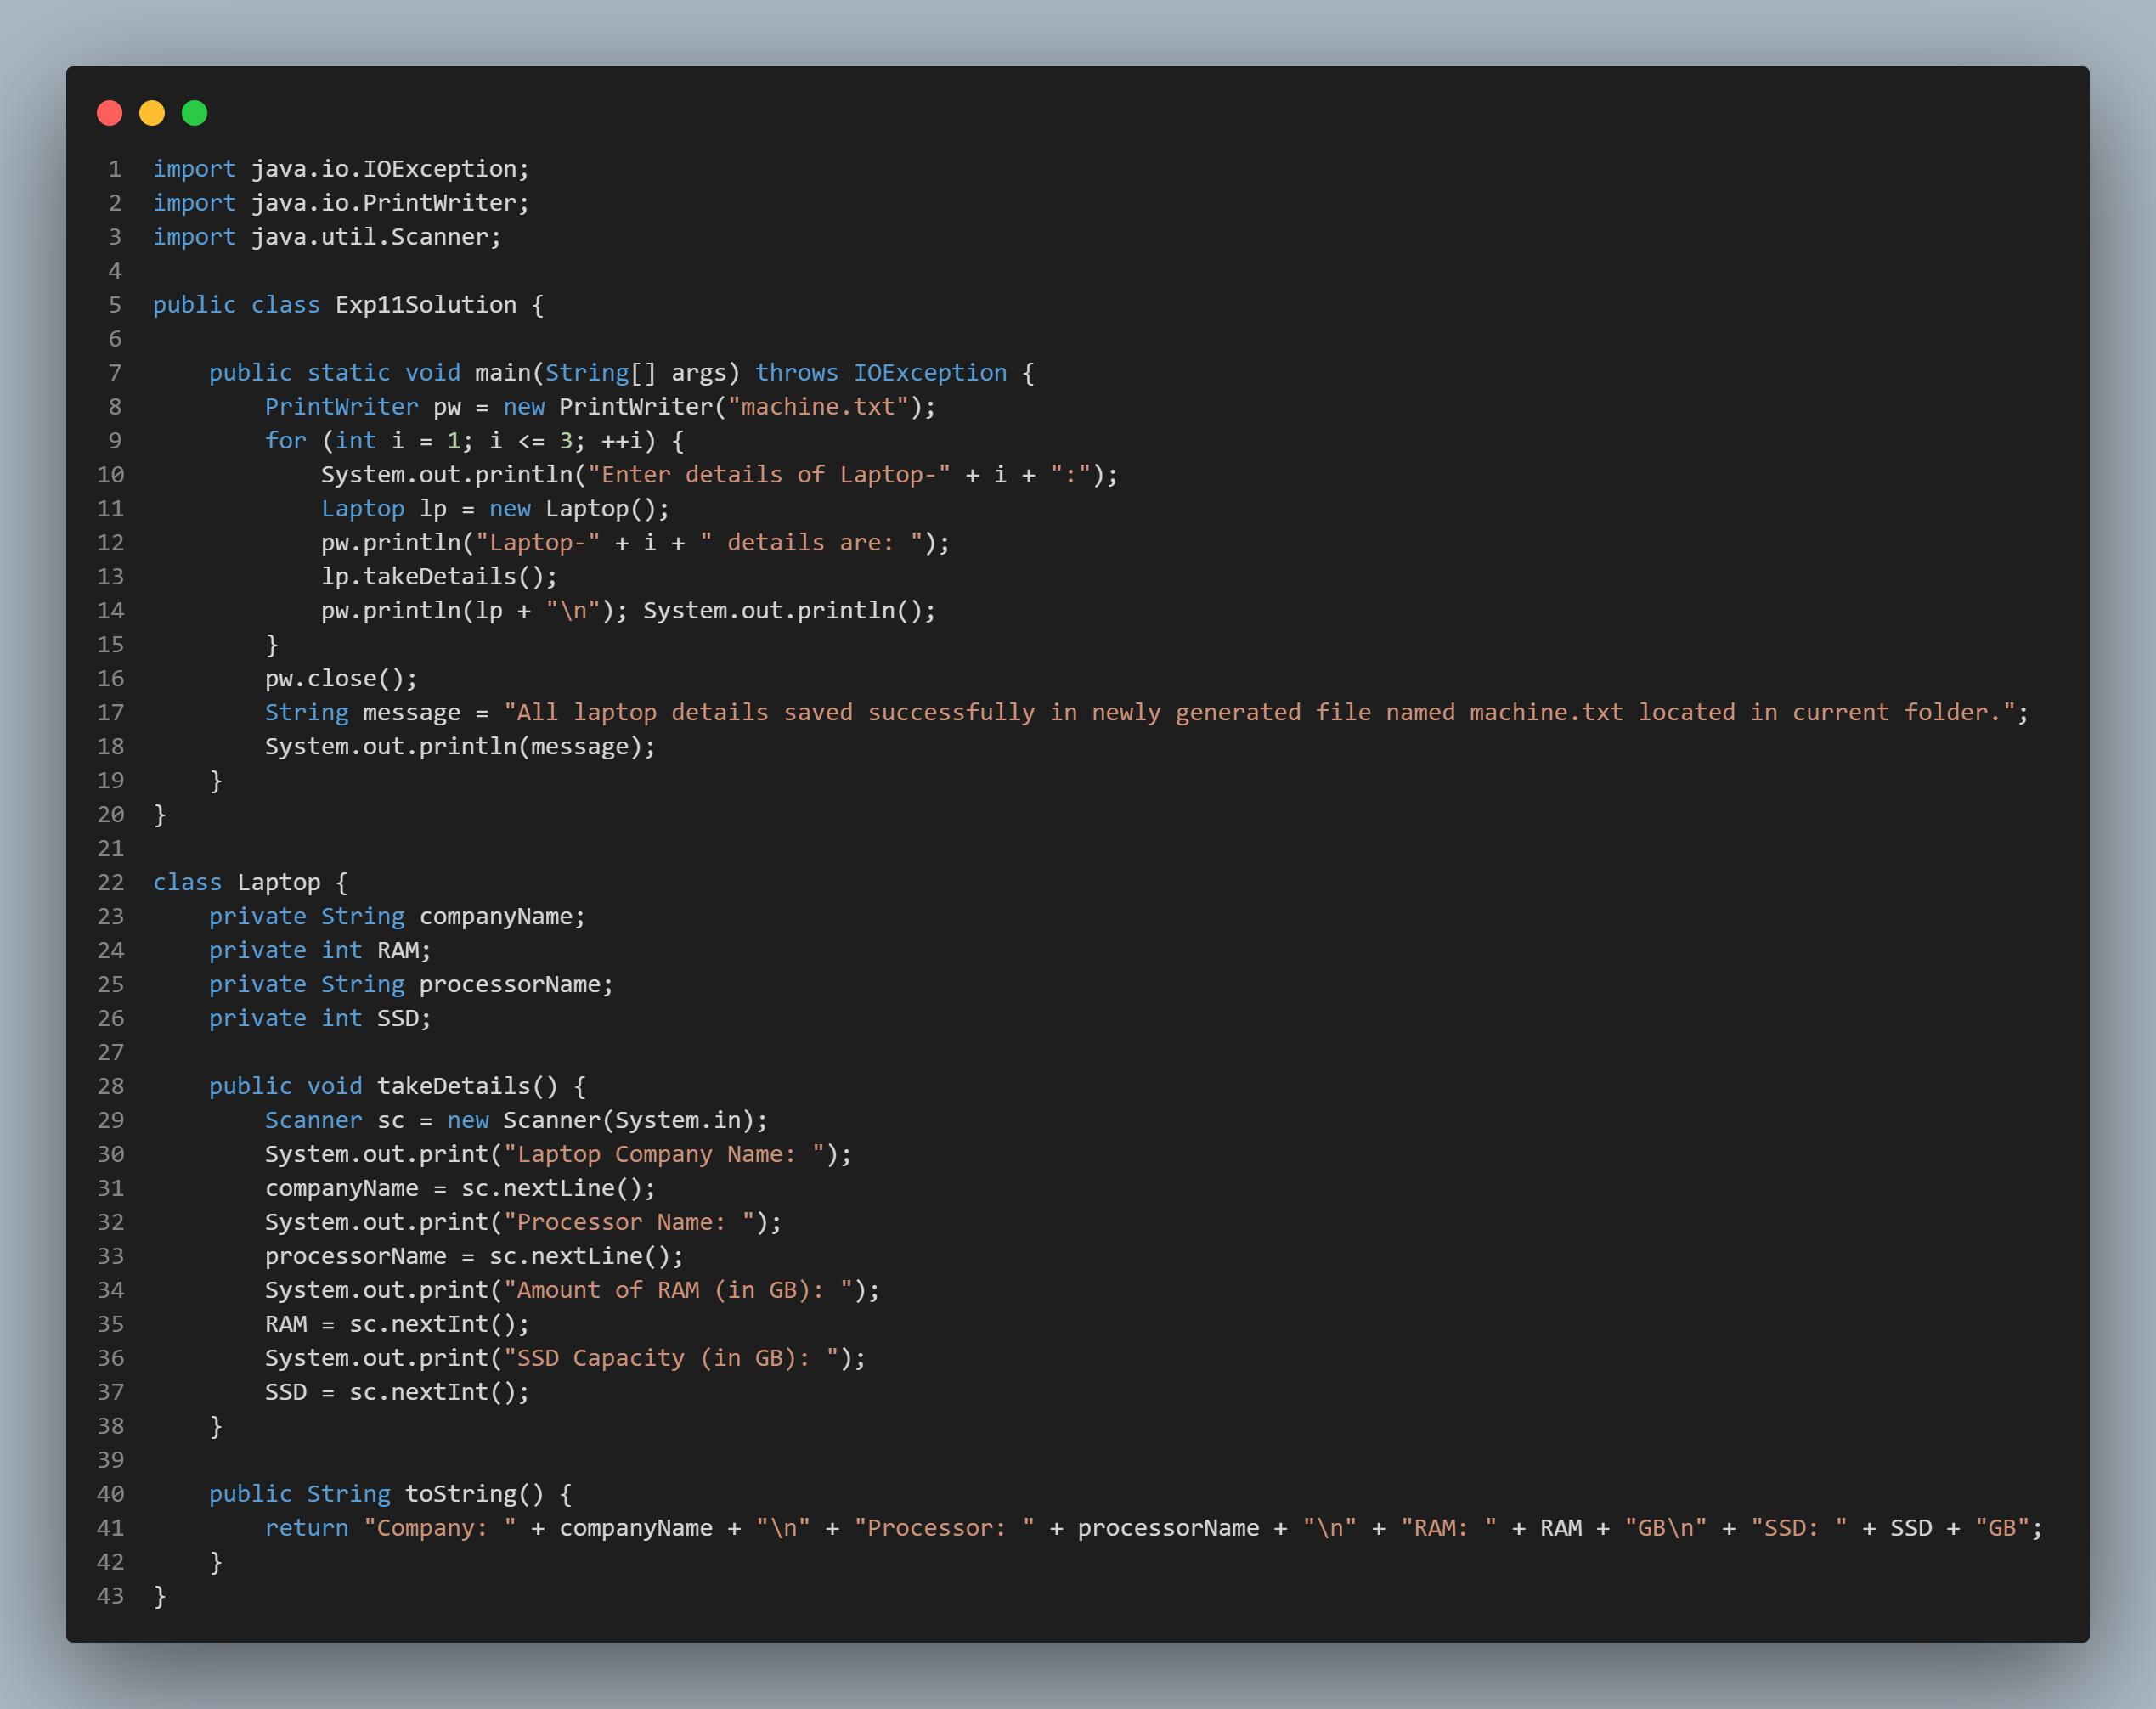 1 import java.io.IOException;
2 import java.io.PrintWriter;
3 import java.util.Scanner;
4
5 public class Exp11Solution {
6
7     public static void main(String[] args) throws IOException {
8         PrintWriter pw = new PrintWriter("machine.txt");
9         for (int i = 1; i <= 3; ++i) {
10             System.out.println("Enter details of Laptop-" + i + ":");
11             Laptop lp = new Laptop();
12             pw.println("Laptop-" + i + " details are: ");
13             lp.takeDetails();
14             pw.println(lp + "\n"); System.out.println();
15         }
16         pw.close();
17         String message = "All laptop details saved successfully in newly generated file named machine.txt located in current folder.";
18         System.out.println(message);
19     }
20 }
21
22 class Laptop {
23     private String companyName;
24     private int RAM;
25     private String processorName;
26     private int SSD;
27
28     public void takeDetails() {
29         Scanner sc = new Scanner(System.in);
30         System.out.print("Laptop Company Name: ");
31         companyName = sc.nextLine();
32         System.out.print("Processor Name: ");
33         processorName = sc.nextLine();
34         System.out.print("Amount of RAM (in GB): ");
35         RAM = sc.nextInt();
36         System.out.print("SSD Capacity (in GB): ");
37         SSD = sc.nextInt();
38     }
39
40     public String toString() {
41         return "Company: " + companyName + "\n" + "Processor: " + processorName + "\n" + "RAM: " + RAM + "GB\n" + "SSD: " + SSD + "GB";
42     }
43 }